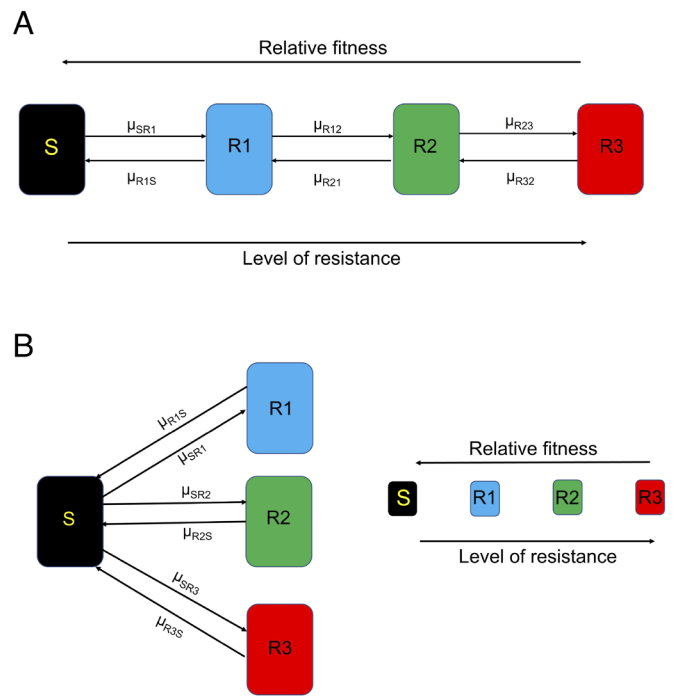 A
Relative fitness
S
μSR1
μR1S
R1
μR12
μR21
R2
μR23
μR32
R3
Level of resistance
B
R1
μR1S
μSR1
S
μSR2
R2
μR2S
μSR3
μR3S
R3
Relative fitness
S
R1
R2
R3
Level of resistance